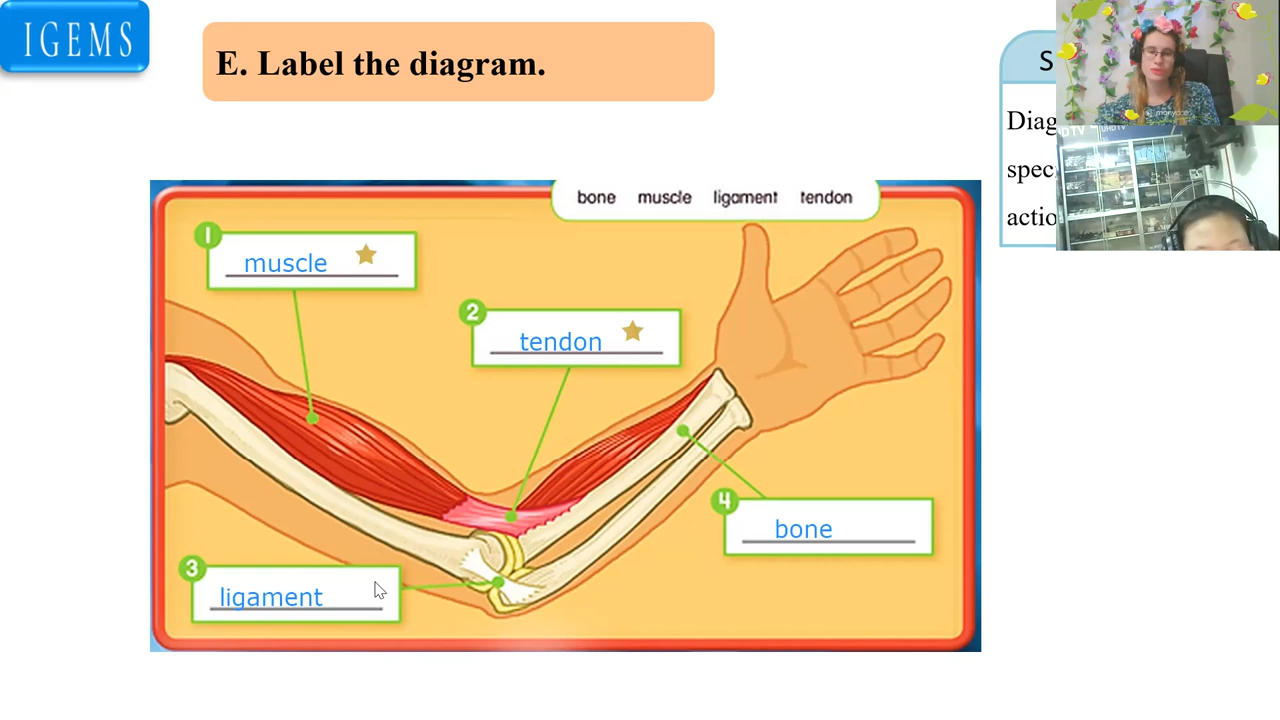 IGEMS
E. Label the diagram.
S
Diag
spec
actio
bone muscle ligament tendon
1
muscle
2
tendon
3
ligament
4
bone